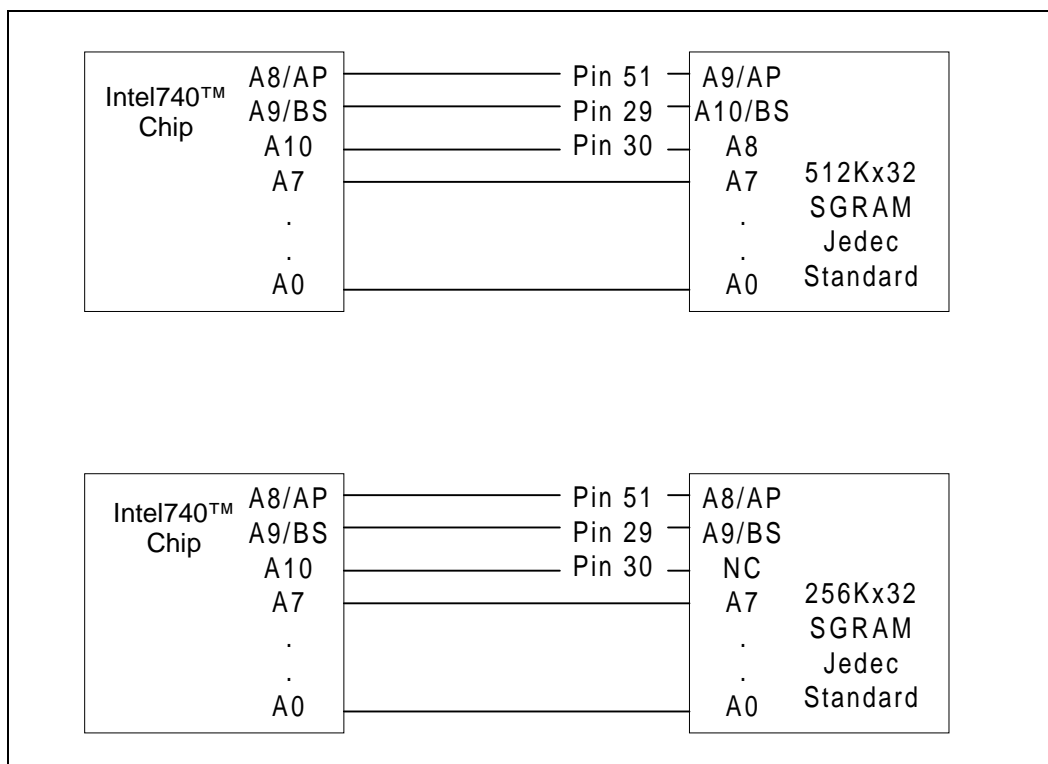 Intel740™
Chip
A8/AP
A9/BS
A10
A7
.
.
A0
Pin 51
Pin 29
Pin 30
A9/AP
A10/BS
A8
A7
.
.
A0
512Kx32
SGRAM
Jedec
Standard
Intel740™
Chip
A8/AP
A9/BS
A10
A7
.
.
A0
Pin 51
Pin 29
Pin 30
A8/AP
A9/BS
NC
A7
.
.
A0
256Kx32
SGRAM
Jedec
Standard